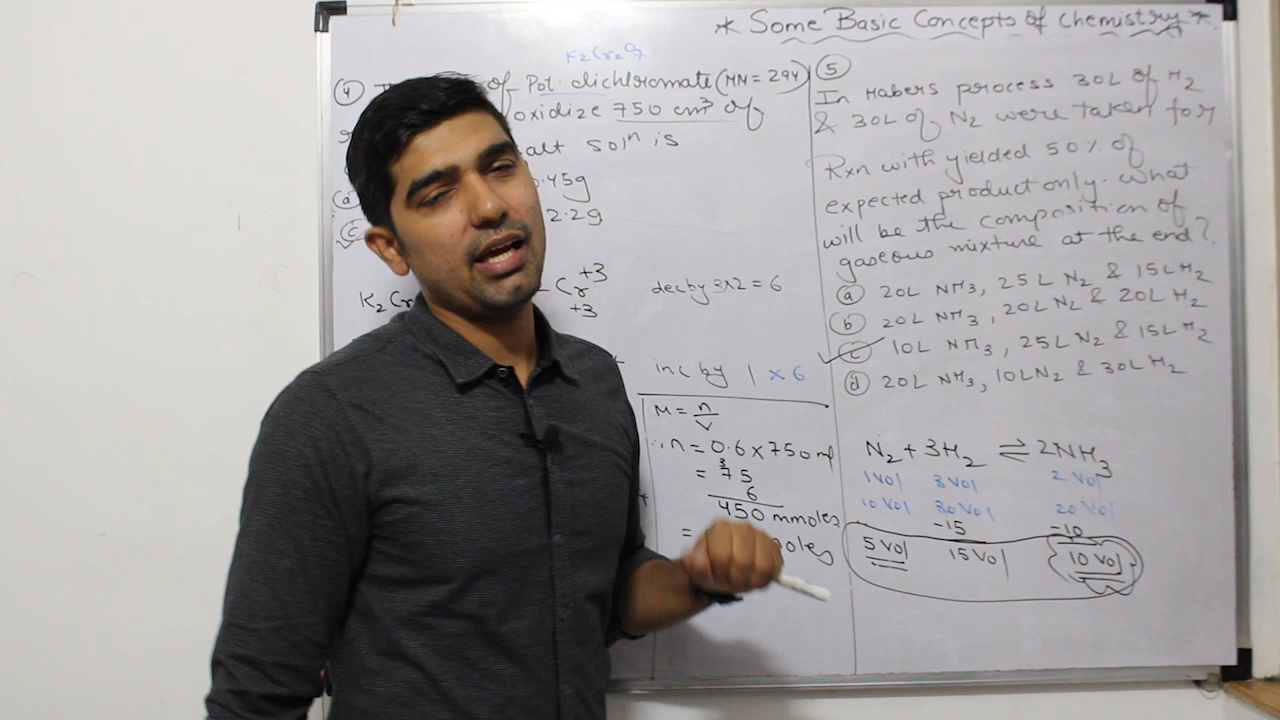 * Some Basic Concepts of Chemistry *
K2Cr2O7
④ of Pot. dichromate (MM = 294)
oxidize 750 cm³ of
salt solⁿ is
ⓐ .45g
ⓒ 2.2g
K2Cr Cr +3
+3
dec by 3x2 = 6
inc by 1 x 6
M = n/V
∴ n = 0.6 x 750 ml
= 75
3
6
450 mmoles
= moles
⑤
In Habers process 30L of H2
& 30L of N2 were taken for
Rxn with yielded 50% of
expected product only. What
will be the composition of
gaseous mixture at the end?
ⓐ 20L NH3, 25L N2 & 15L H2
ⓑ 20L NH3, 20L N2 & 20L H2
ⓒ 10L NH3, 25L N2 & 15L H2
ⓓ 20L NH3, 10L N2 & 30L H2
N2 + 3H2 ⇌ 2NH3
1 Vol 3 Vol 2 Vol
10 Vol 30 Vol 20 Vol
-15 -10
5 Vol 15 Vol 10 Vol